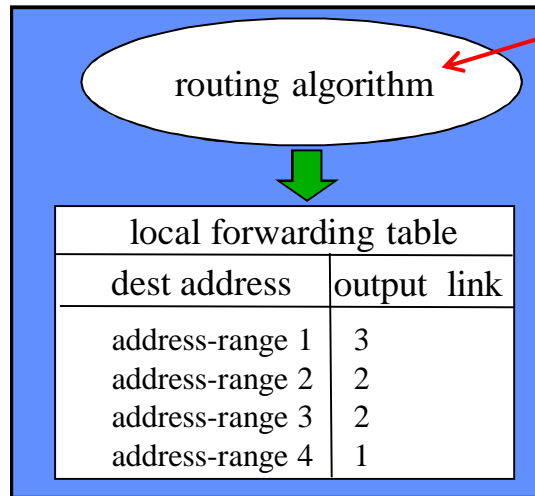 routing algorithm
local forwarding table
dest address output link
address-range 1 3
address-range 2 2
address-range 3 2
address-range 4 1